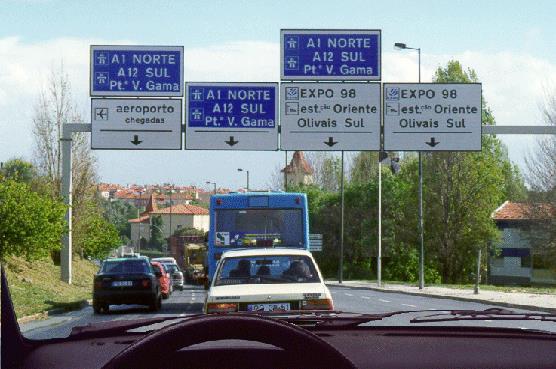 A1 NORTE
A12 SUL
Pt.ª V. Gama
aeroporto
chegadas
A1 NORTE
A12 SUL
Pt.ª V. Gama
A1 NORTE
A12 SUL
Pt.ª V. Gama
EXPO 98
est.ção Oriente
Olivais Sul
EXPO 98
est.ção Oriente
Olivais Sul